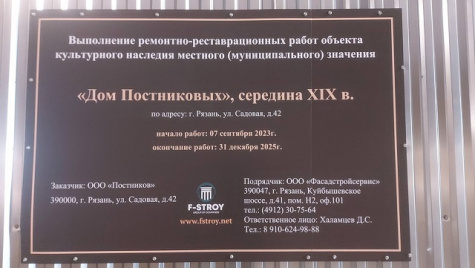 Выполнение ремонтно-реставрационных работ объекта
культурного наследия местного (муниципального) значения
«Дом Постниковых», середина XIX в.
по адресу: г. Рязань, ул. Садовая, д.42
начало работ: 07 сентября 2023г.
окончание работ: 31 декабря 2025г.
Заказчик: ООО «Постников»
390000, г. Рязань, ул. Садовая, д.42
F-STROY
www.fstroy.net
Подрядчик: ООО «Фасадстройсервис»
390047, г. Рязань, Куйбышевское
шоссе, д.41, пом. Н2, оф.101
тел.: (4912) 30-75-64
Ответственное лицо: Халамцев Д.С.
Тел.: 8 910-624-98-88